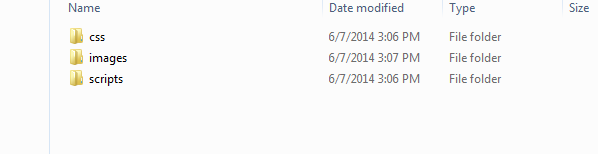 Name Date modified Type Size
css 6/7/2014 3:06 PM File folder
images 6/7/2014 3:07 PM File folder
scripts 6/7/2014 3:06 PM File folder